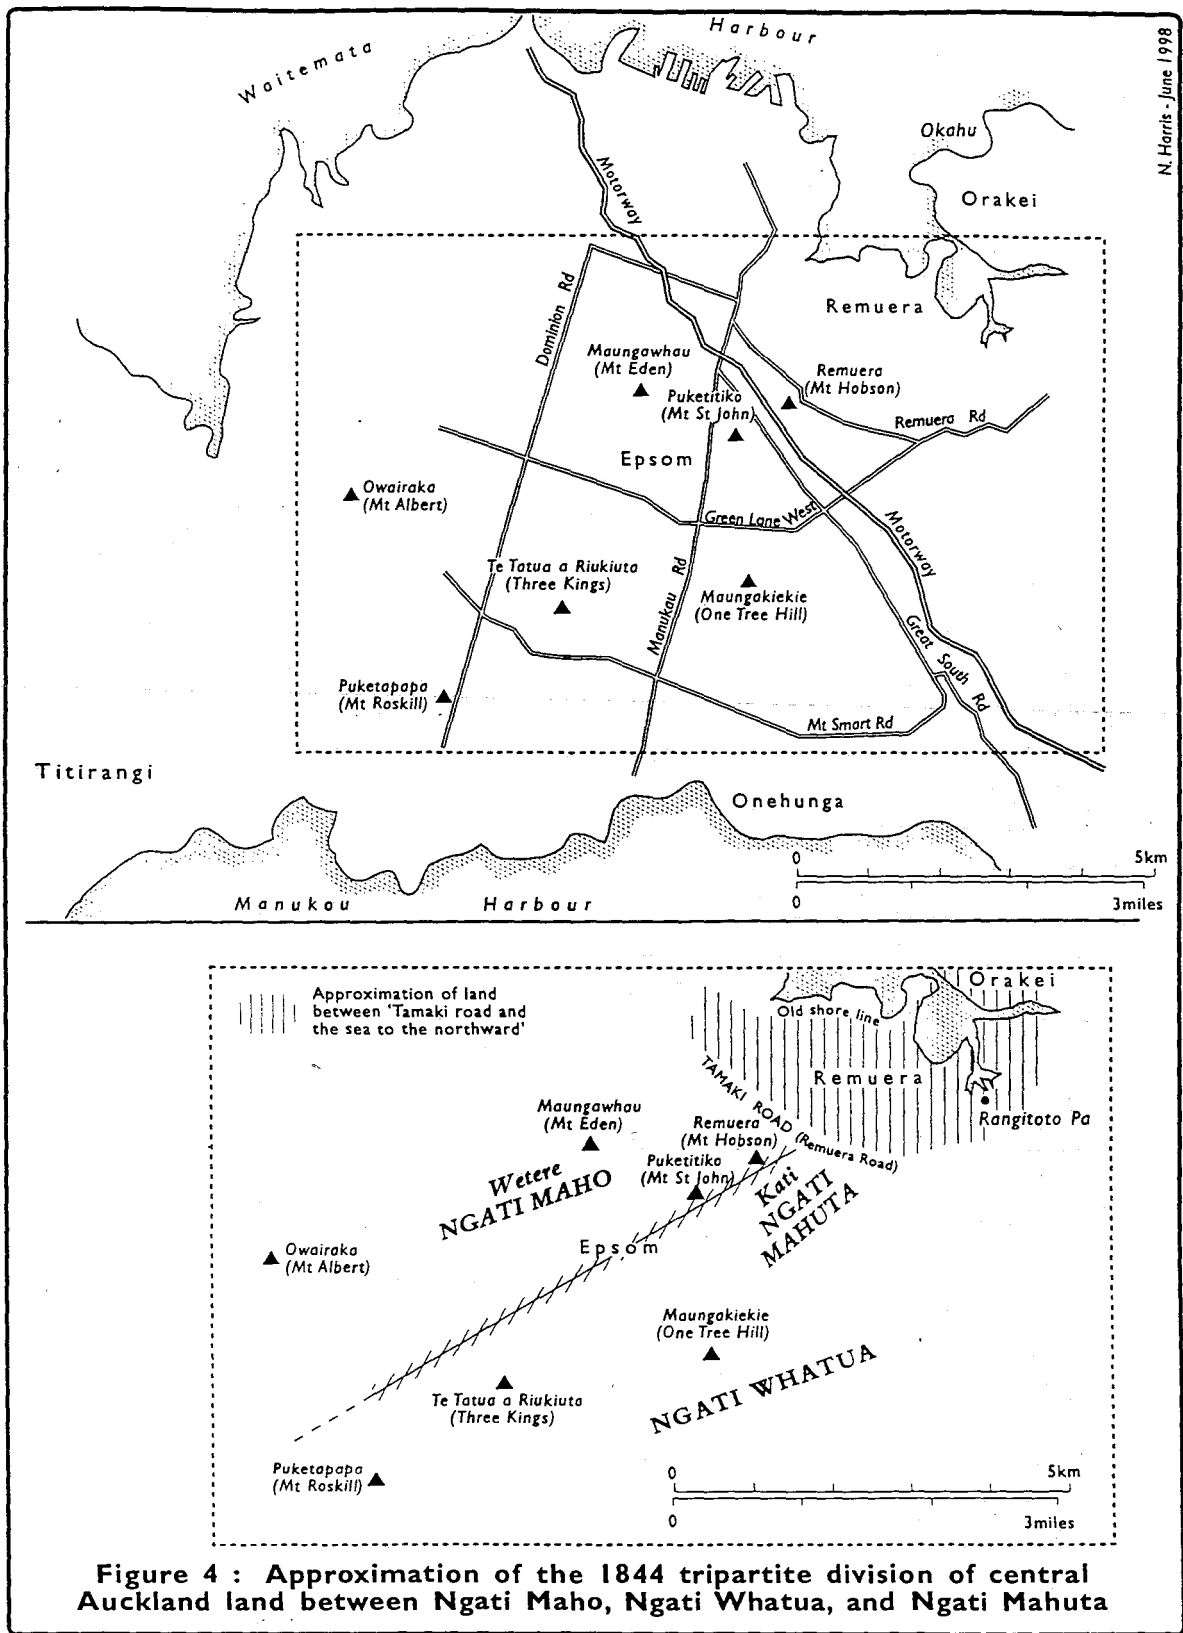 Waitemata
Harbour
N. Harris - June 1998
Okahu
Orakei
Motorway
Remuera
Dominion Rd
Maungawhau
(Mt Eden)
Remuera
(Mt Hobson)
Puketitiko
(Mt St John)
Remuera Rd
Epsom
Owairaka
(Mt Albert)
Green Lane West
Motorway
Te Tatua a Riukiuta
(Three Kings)
Manukau Rd
Maungakiekie
(One Tree Hill)
Great South Rd
Puketapapa
(Mt Roskill)
Mt Smart Rd
Titirangi
Onehunga
0 5km
0 3miles
Manukou Harbour
Approximation of land
between 'Tamaki road and
the sea to the northward'
Orakei
Old shore line
Remuera
TAMAKI ROAD (Remuera Road)
Rangitoto Pa
Maungawhau
(Mt Eden)
Remuera
(Mt Hobson)
Puketitiko
(Mt St John)
Wetere
NGATI MAHO
Kati
NGATI
MAHUTA
Epsom
Owairaka
(Mt Albert)
Maungakiekie
(One Tree Hill)
NGATI WHATUA
Te Tatua a Riukiuta
(Three Kings)
Puketapapa
(Mt Roskill)
0 5km
0 3miles
Figure 4 : Approximation of the 1844 tripartite division of central
Auckland land between Ngati Maho, Ngati Whatua, and Ngati Mahuta